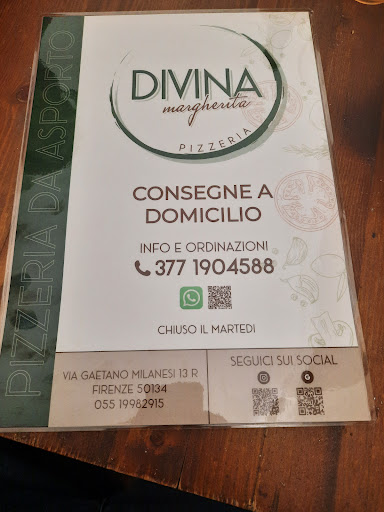 PIZZERIA DA ASPORTO
DIVINA
margherita
PIZZERIA
CONSEGNE A
DOMICILIO
INFO E ORDINAZIONI
377 1904588
CHIUSO IL MARTEDI
VIA GAETANO MILANESI 13 R
FIRENZE 50134
055 19982915
SEGUICI SUI SOCIAL